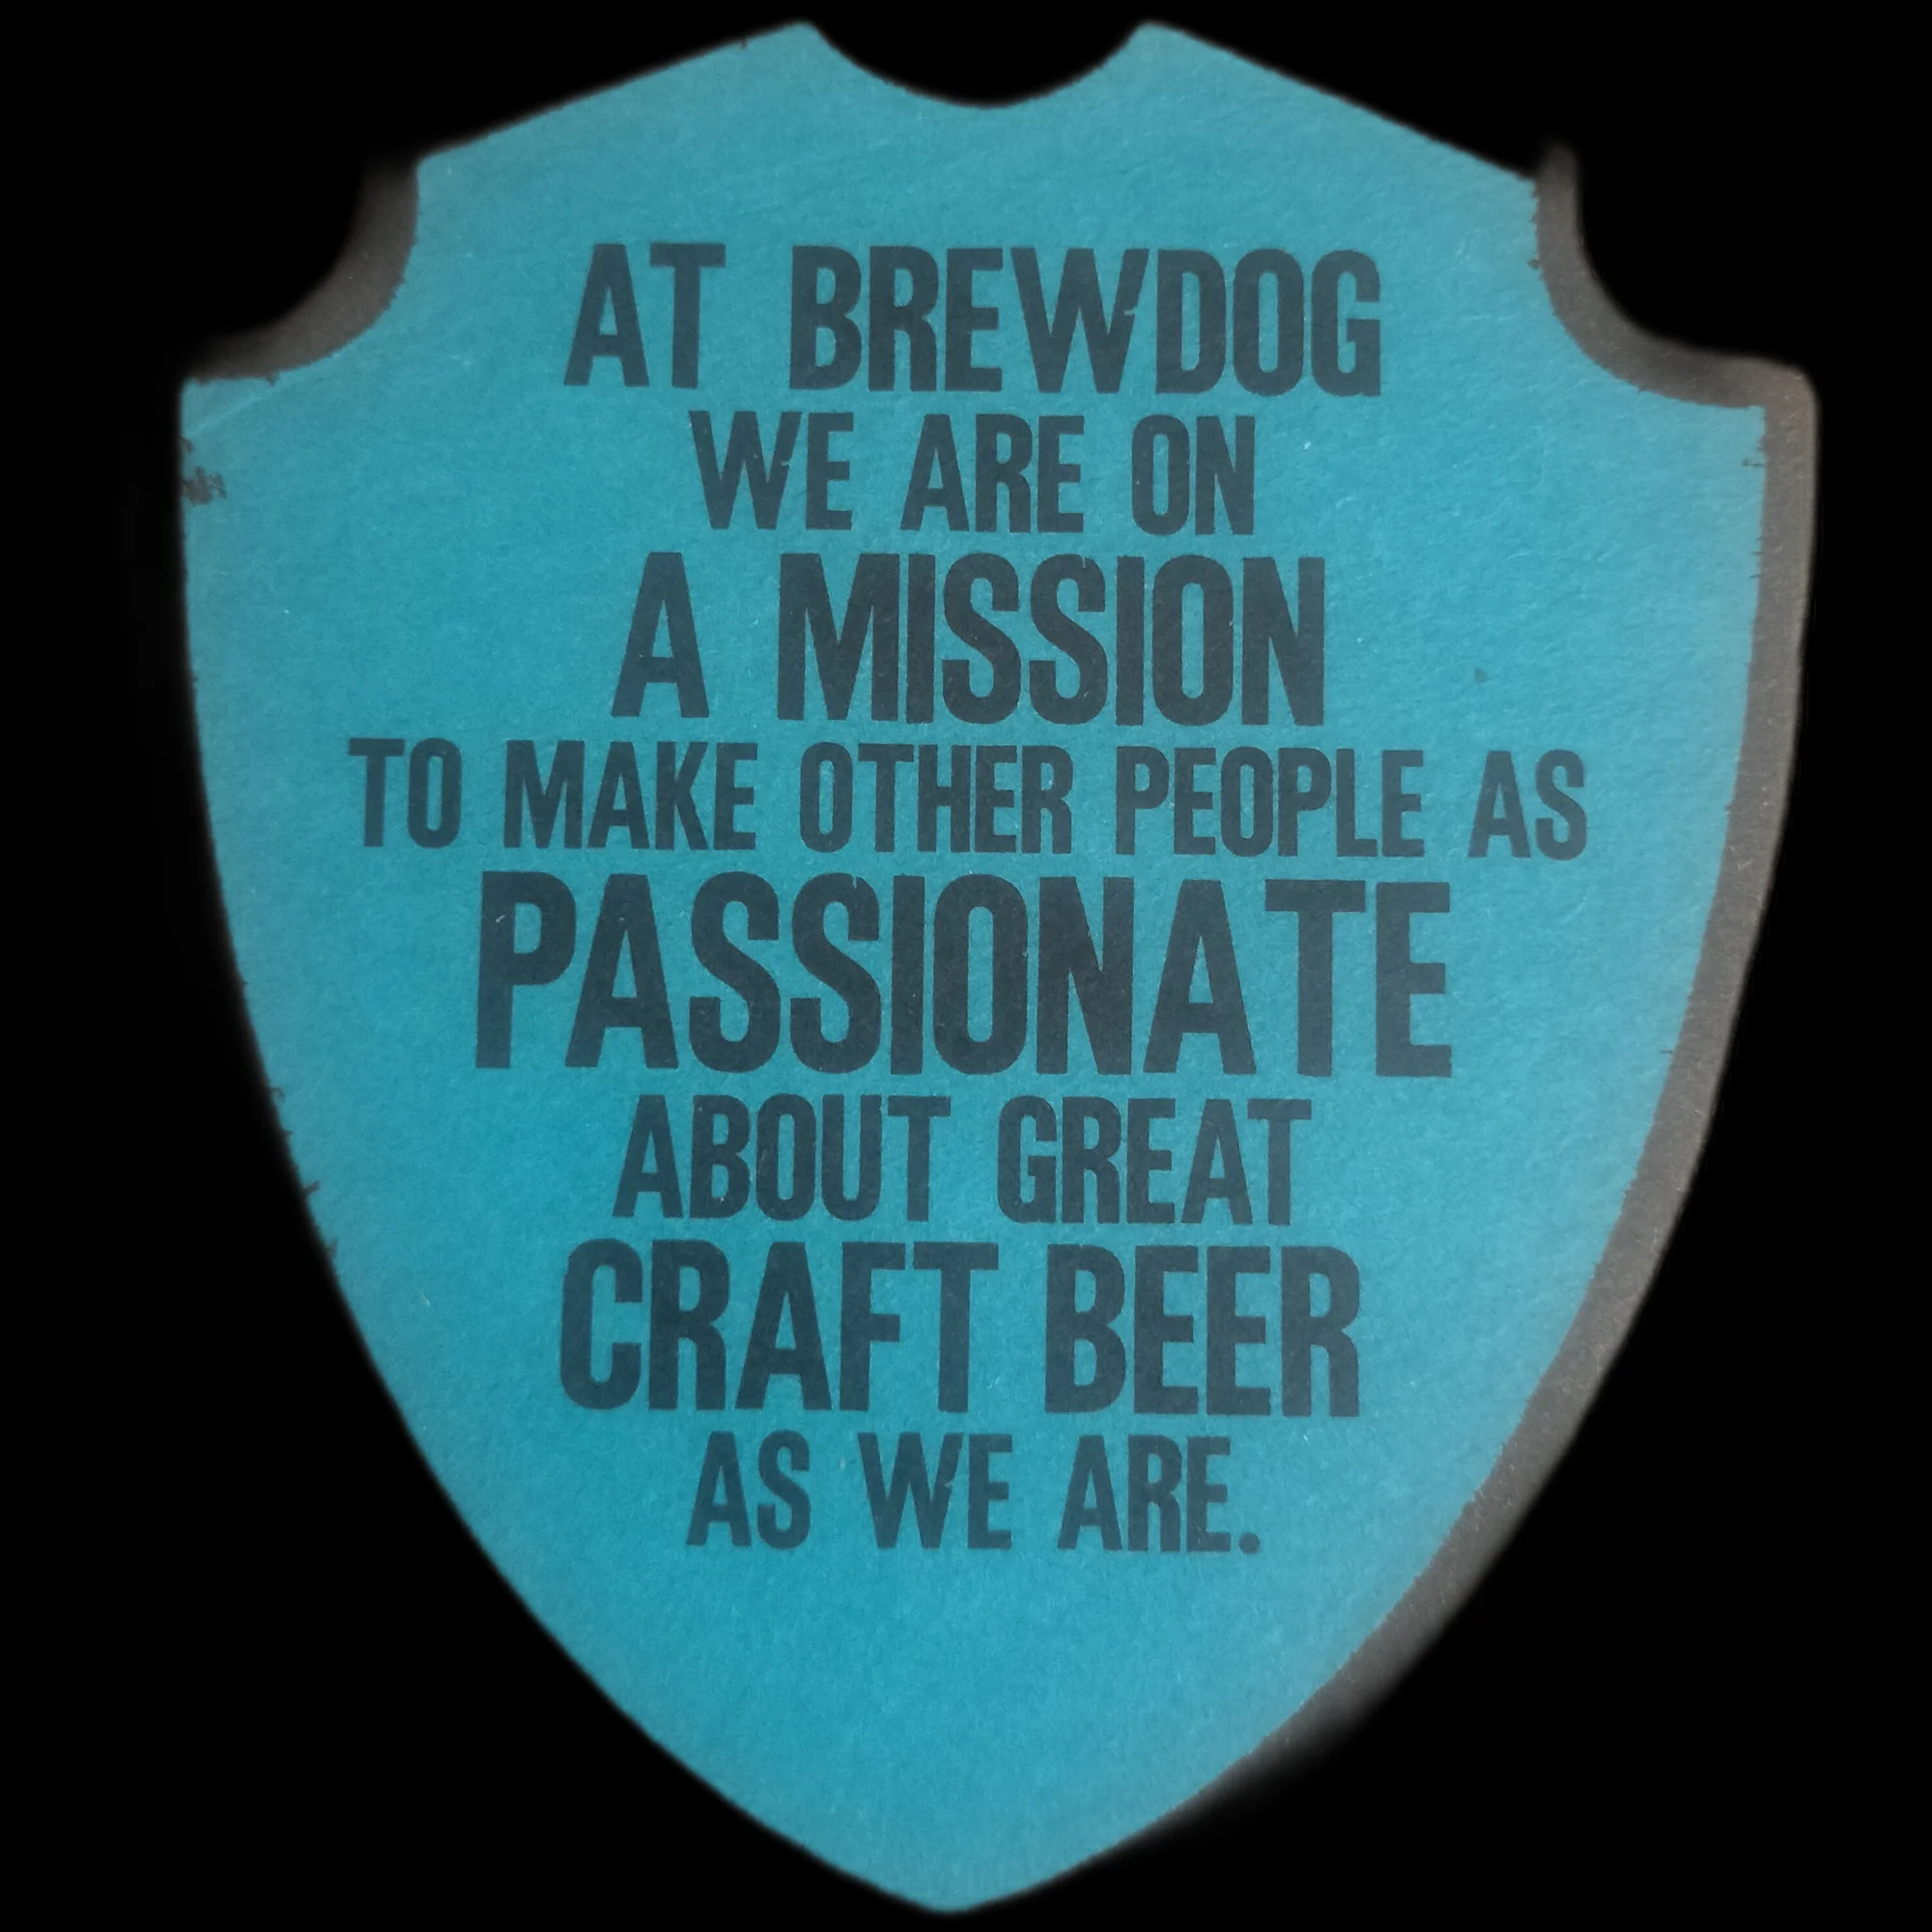 AT BREWDOG
WE ARE ON
A MISSION
TO MAKE OTHER PEOPLE AS
PASSIONATE
ABOUT GREAT
CRAFT BEER
AS WE ARE.